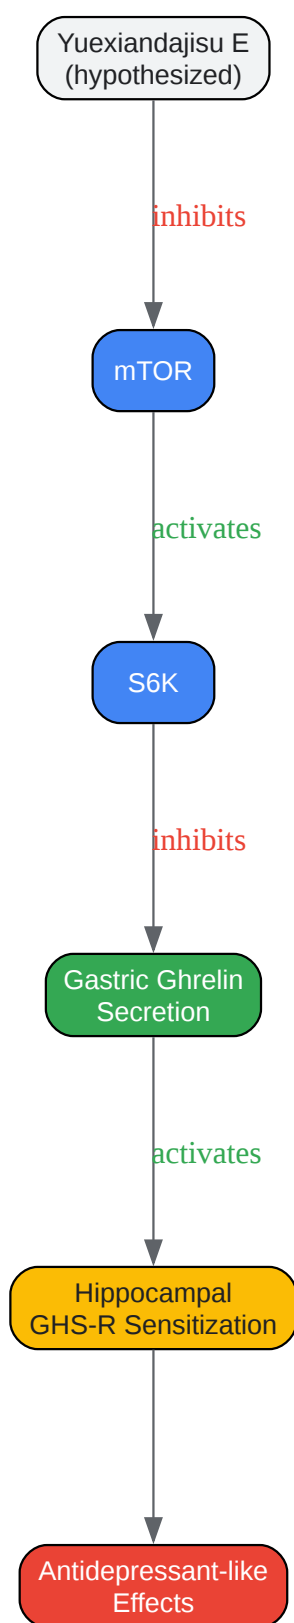 Yuexiandajisu E
(hypothesized)
inhibits
mTOR
activates
S6K
inhibits
Gastric Ghrelin
Secretion
activates
Hippocampal
GHS-R Sensitization
Antidepressant-like
Effects